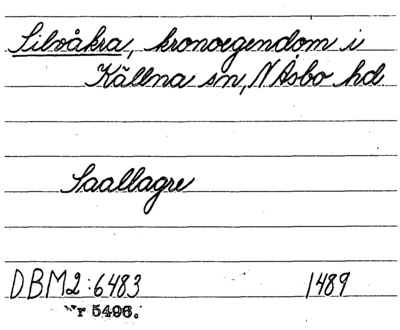 Silvåkra, kronoegendom i
Källna sn, N Åsbo hd.
Saallagre
DBM2:6483 1489
Nr 5496.